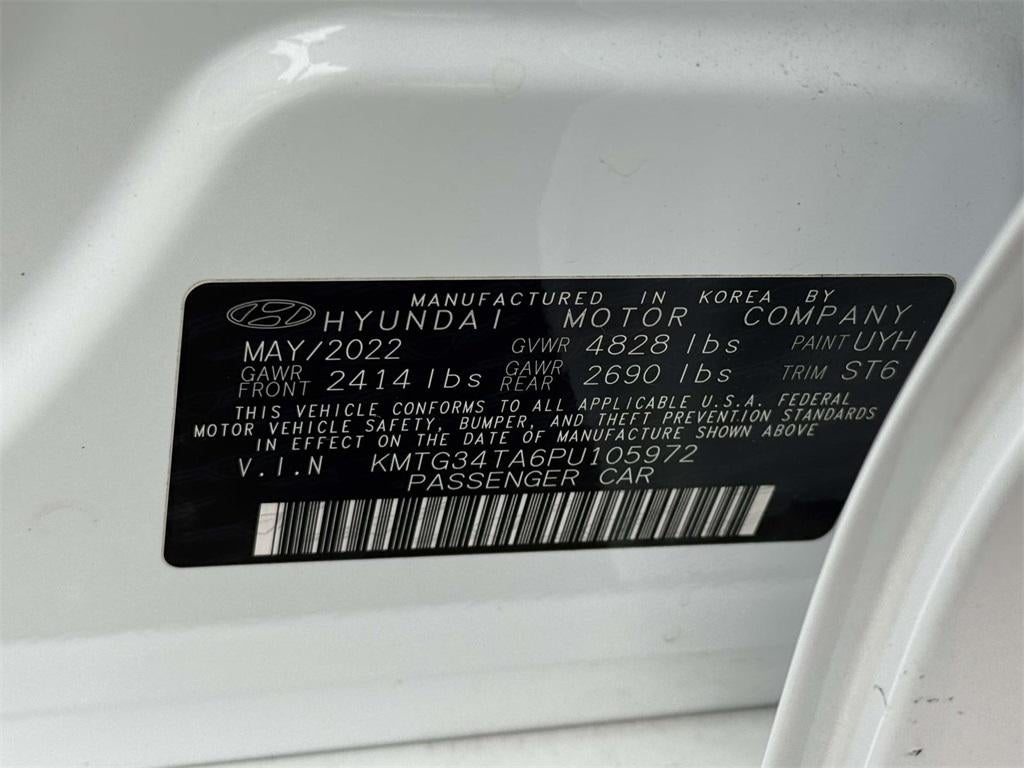 MANUFACTURED IN KOREA BY
HYUNDAI MOTOR COMPANY
MAY/2022 GVWR 4828 lbs PAINT UYH
GAWR FRONT 2414 lbs GAWR REAR 2690 lbs TRIM ST6
THIS VEHICLE CONFORMS TO ALL APPLICABLE U.S.A. FEDERAL
MOTOR VEHICLE SAFETY, BUMPER, AND THEFT PREVENTION STANDARDS
IN EFFECT ON THE DATE OF MANUFACTURE SHOWN ABOVE
V.I.N KMTG34TA6PU105972
PASSENGER CAR